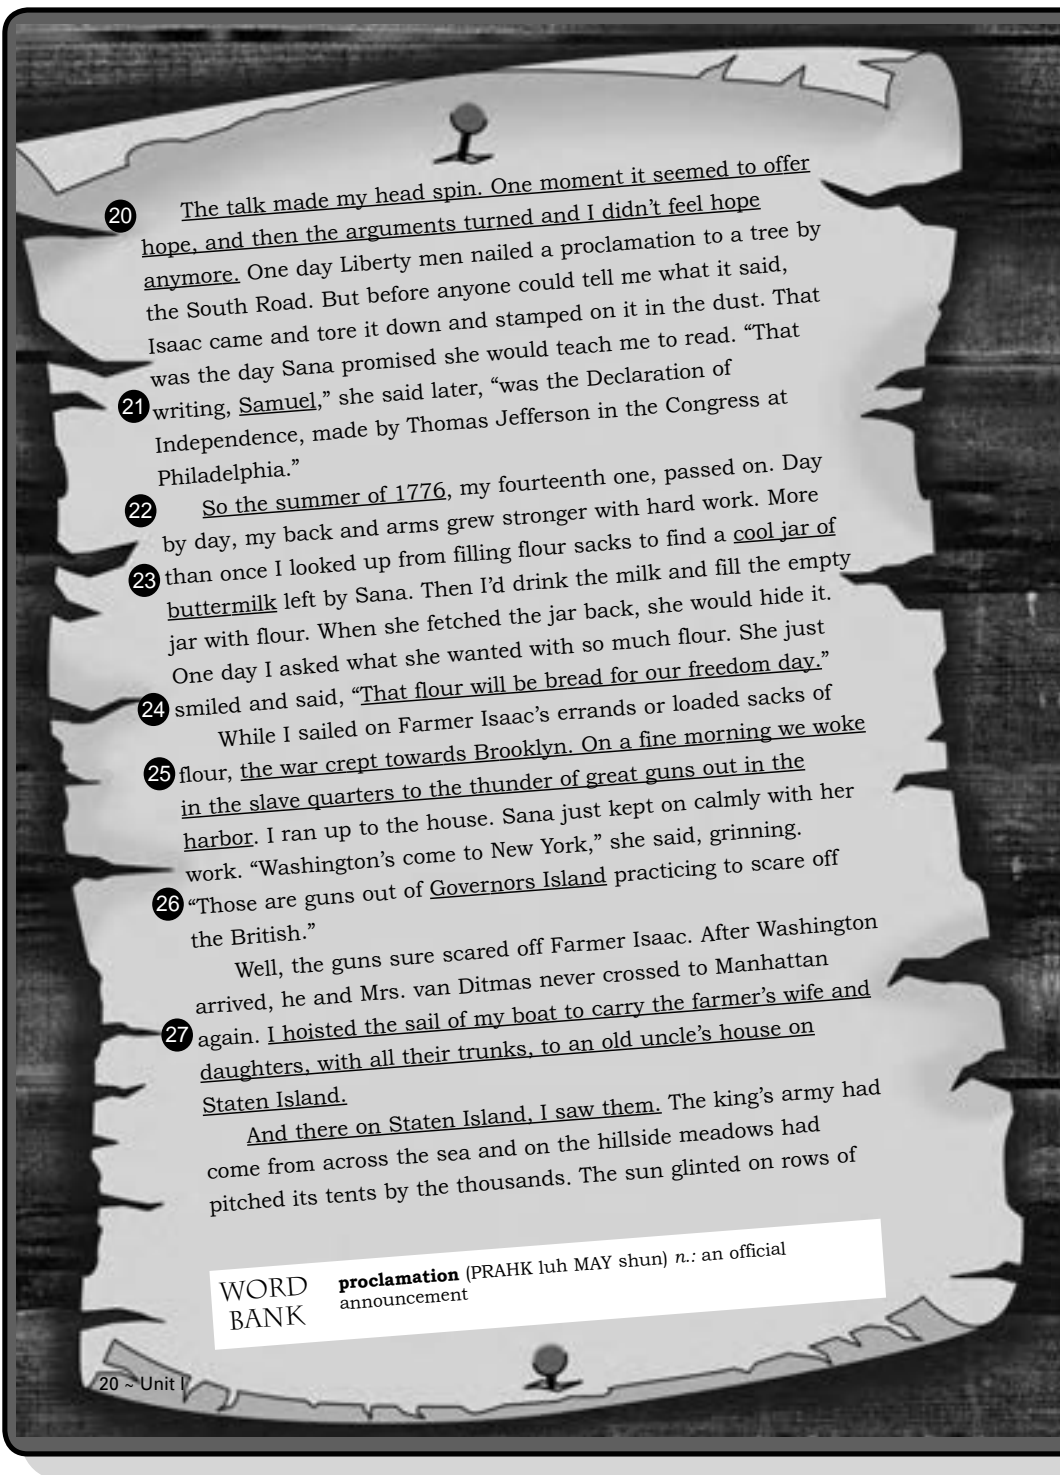 20 The talk made my head spin. One moment it seemed to offer
hope, and then the arguments turned and I didn't feel hope
anymore. One day Liberty men nailed a proclamation to a tree by
the South Road. But before anyone could tell me what it said,
Isaac came and tore it down and stamped on it in the dust. That
was the day Sana promised she would teach me to read. “That
21 writing, Samuel,” she said later, “was the Declaration of
Independence, made by Thomas Jefferson in the Congress at
Philadelphia.”
22 So the summer of 1776, my fourteenth one, passed on. Day
by day, my back and arms grew stronger with hard work. More
23 than once I looked up from filling flour sacks to find a cool jar of
buttermilk left by Sana. Then I'd drink the milk and fill the empty
jar with flour. When she fetched the jar back, she would hide it.
One day I asked what she wanted with so much flour. She just
24 smiled and said, “That flour will be bread for our freedom day.”
While I sailed on Farmer Isaac's errands or loaded sacks of
25 flour, the war crept towards Brooklyn. On a fine morning we woke
in the slave quarters to the thunder of great guns out in the
harbor. I ran up to the house. Sana just kept on calmly with her
work. “Washington's come to New York,” she said, grinning.
26 “Those are guns out of Governors Island practicing to scare off
the British.”
Well, the guns sure scared off Farmer Isaac. After Washington
arrived, he and Mrs. van Ditmas never crossed to Manhattan
27 again. I hoisted the sail of my boat to carry the farmer's wife and
daughters, with all their trunks, to an old uncle's house on
Staten Island.
And there on Staten Island, I saw them. The king's army had
come from across the sea and on the hillside meadows had
pitched its tents by the thousands. The sun glinted on rows of
WORD
BANK
proclamation (PRAHK luh MAY shun) n.: an official
announcement
20 ~ Unit I